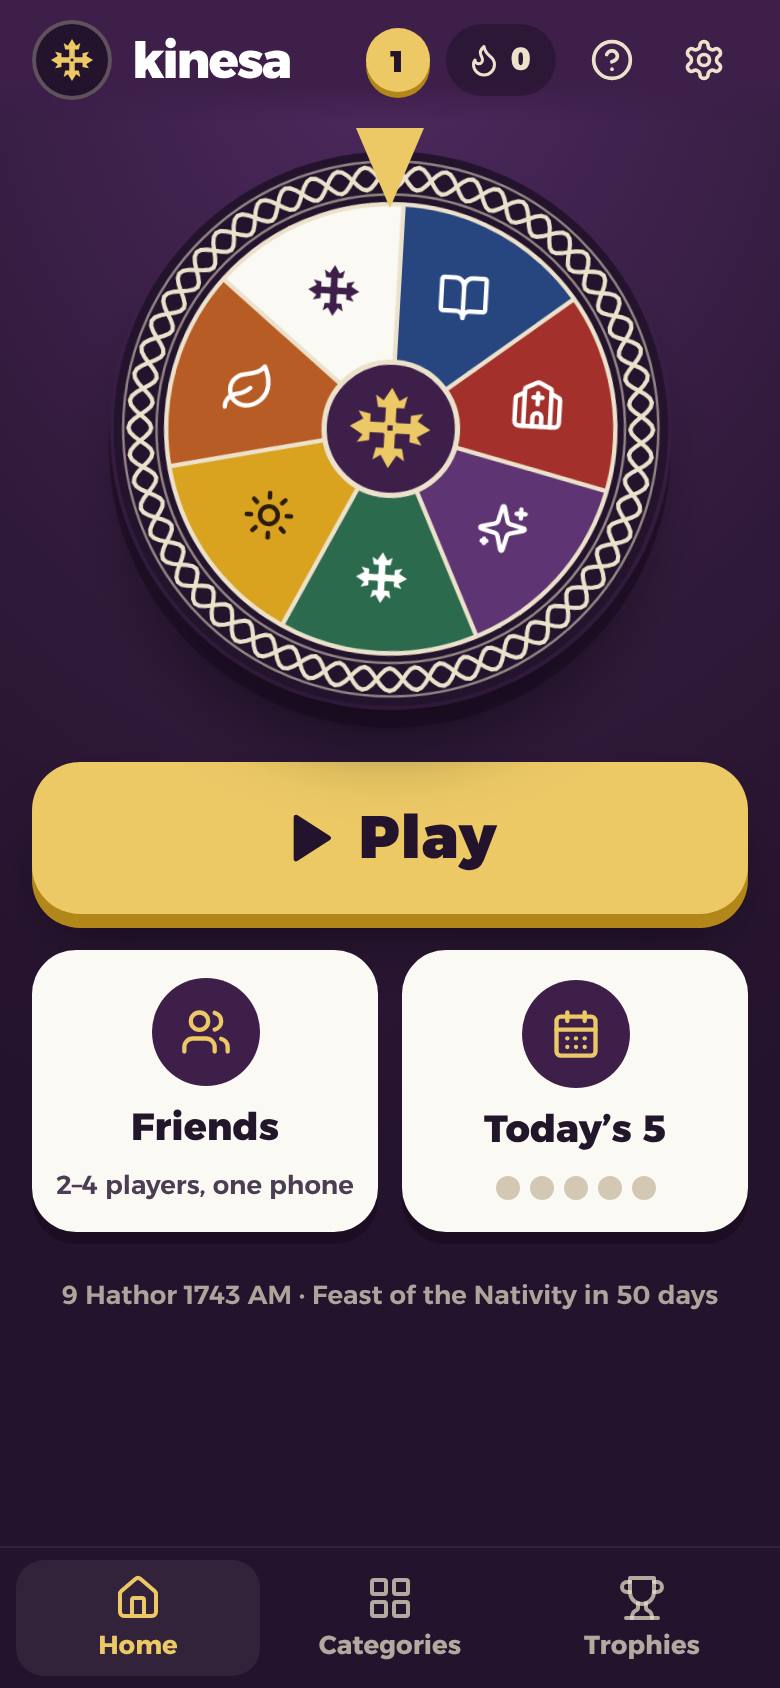 kinesa
1
0
Play
Friends
2–4 players, one phone
Today’s 5
9 Hathor 1743 AM · Feast of the Nativity in 50 days
Home
Categories
Trophies